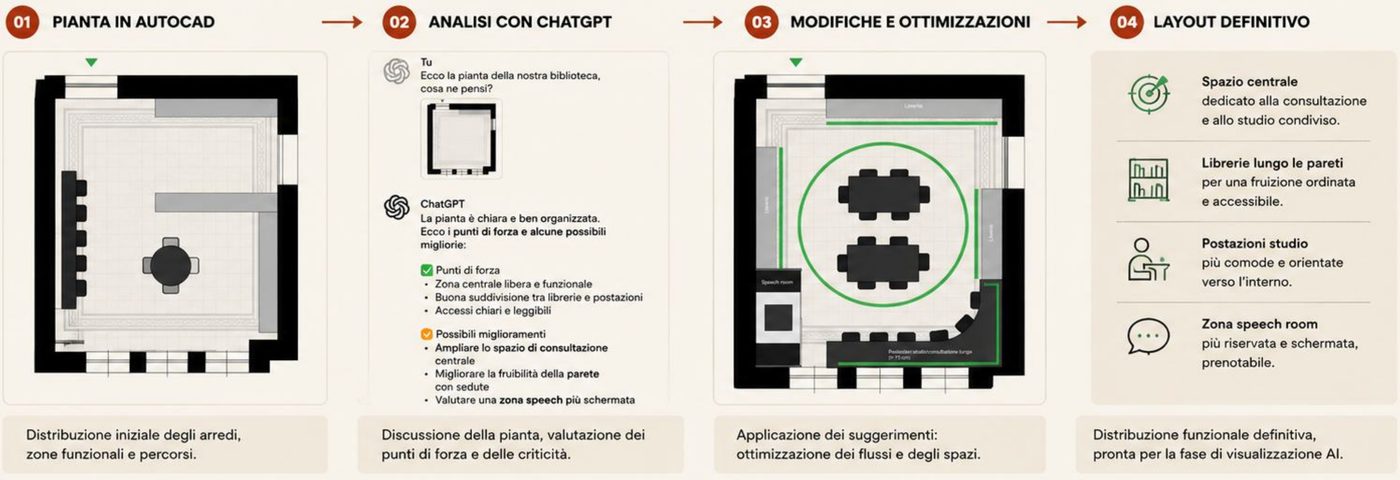 01 PIANTA IN AUTOCAD
02 ANALISI CON CHATGPT
03 MODIFICHE E OTTIMIZZAZIONI
04 LAYOUT DEFINITIVO
Tu
Ecco la pianta della nostra biblioteca,
cosa ne pensi?
ChatGPT
La pianta è chiara e ben organizzata.
Ecco i punti di forza e alcune possibili
migliorie:
Punti di forza
• Zona centrale libera e funzionale
• Buona suddivisione tra librerie e postazioni
• Accessi chiari e leggibili
Possibili miglioramenti
• Ampliare lo spazio di consultazione
centrale
• Migliorare la fruibilità della parete
con sedute
• Valutare una zona speech più schermata
Libreria
Libreria
Libreria
Speech room
Spazio centrale
dedicato alla consultazione
e allo studio condiviso.
Librerie lungo le pareti
per una fruizione ordinata
e accessibile.
Postazioni studio
più comode e orientate
verso l'interno.
Zona speech room
più riservata e schermata,
prenotabile.
Distribuzione iniziale degli arredi,
zone funzionali e percorsi.
Discussione della pianta, valutazione dei
punti di forza e delle criticità.
Applicazione dei suggerimenti:
ottimizzazione dei flussi e degli spazi.
Distribuzione funzionale definitiva,
pronta per la fase di visualizzazione AI.